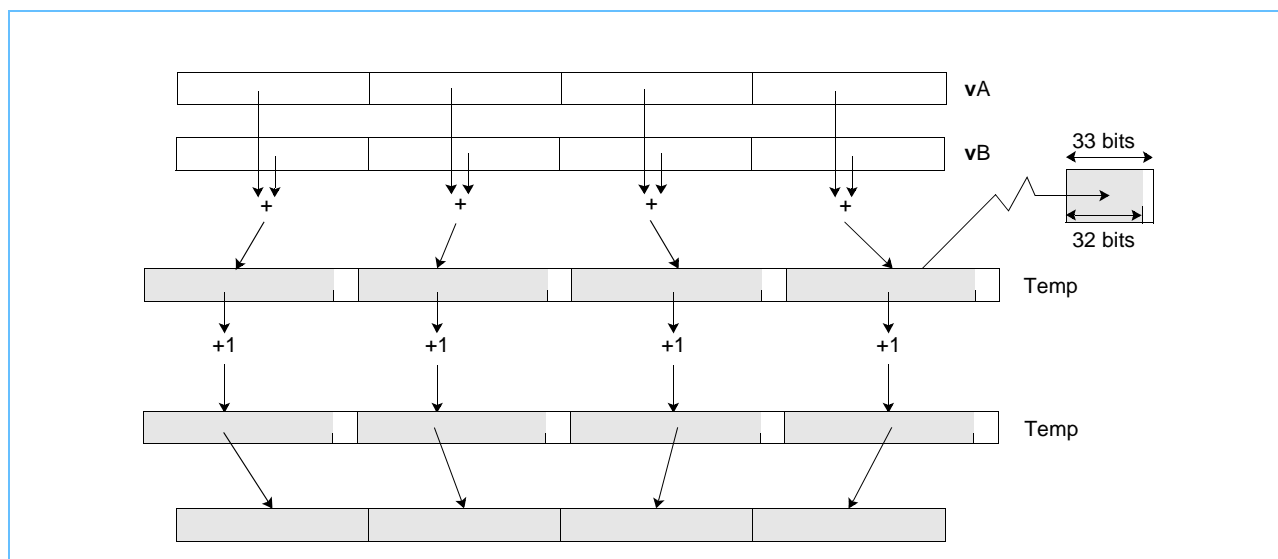 vA
vB
33 bits
+ + + +
32 bits
Temp
+1 +1 +1 +1
Temp